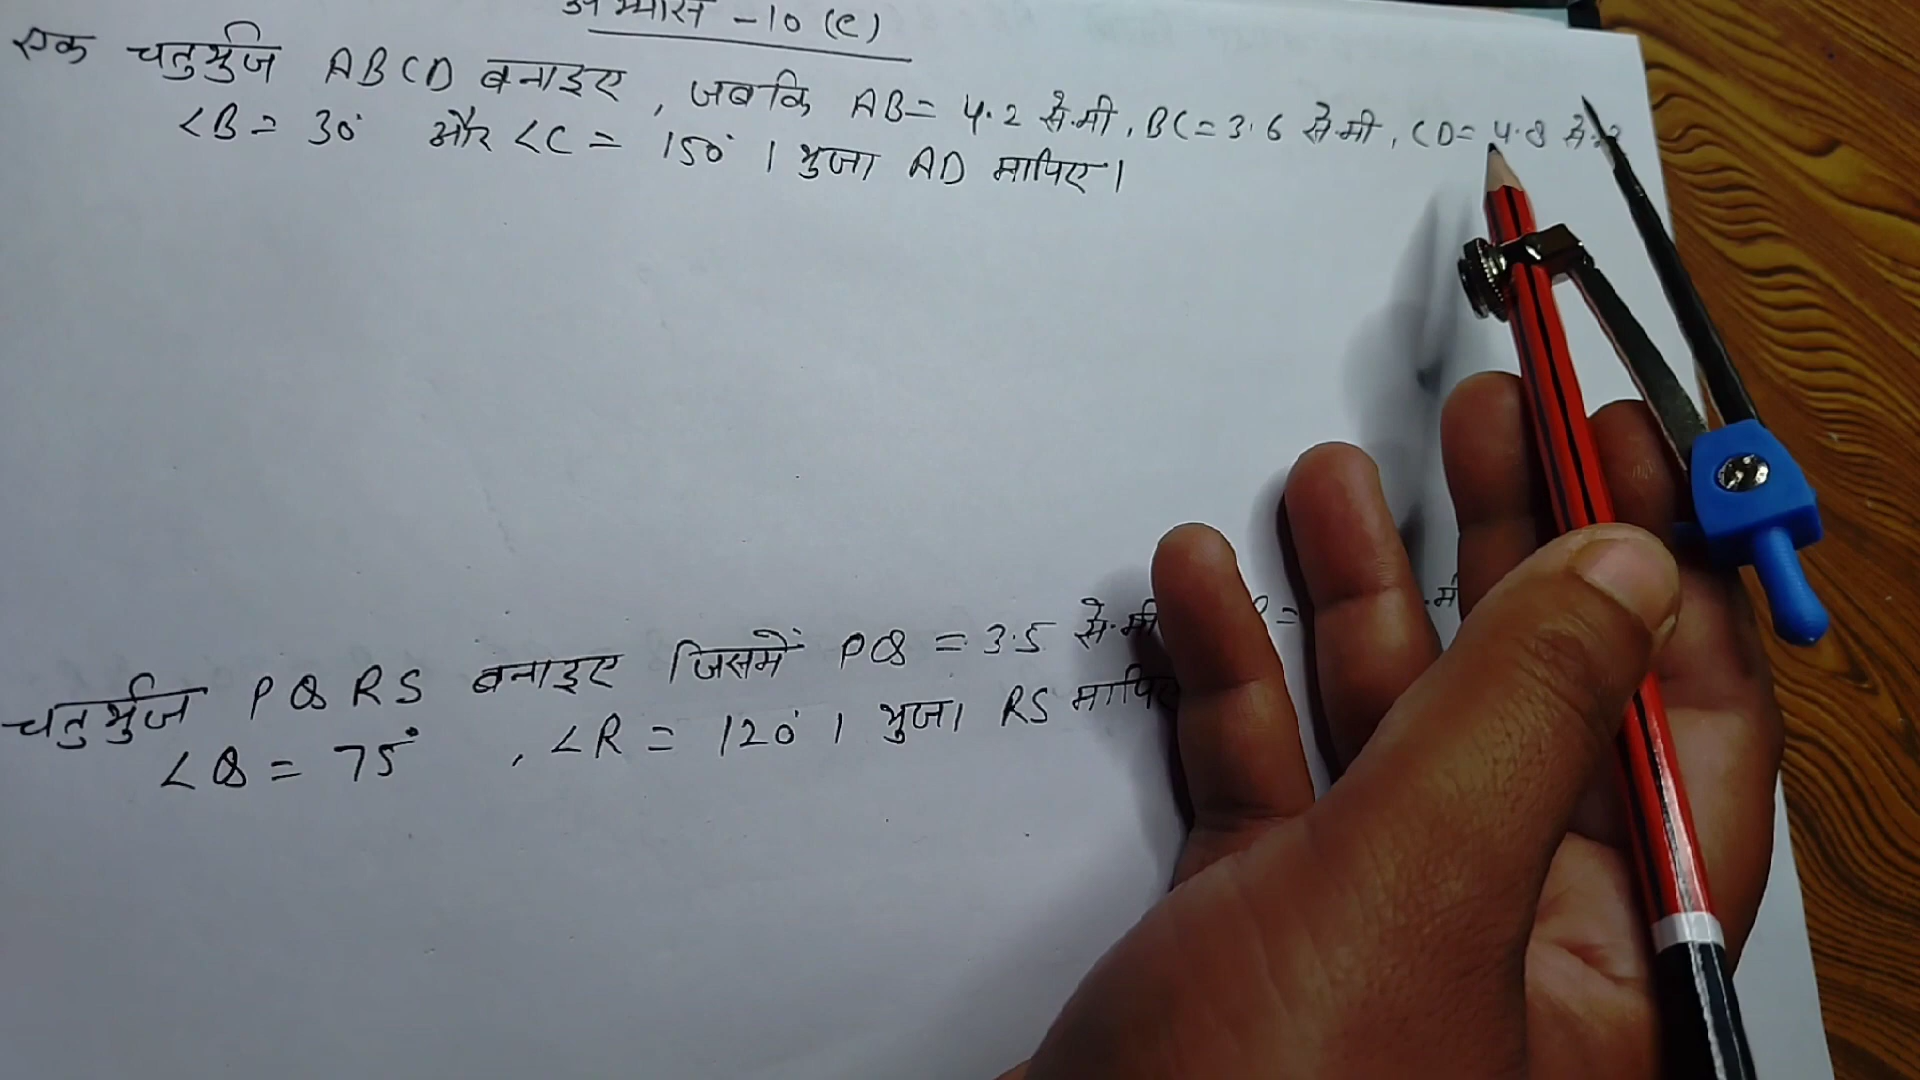 अभ्यास - 10 (e)
एक चतुर्भुज ABCD बनाइए, जबकि AB = 4.2 से.मी, BC = 3.6 से.मी, CD = 4.8 से.
∠B = 30° और ∠C = 150° । भुजा AD मापिए।
चतुर्भुज PQRS बनाइए जिसमें PQ = 3.5 से.मी
∠Q = 75° , ∠R = 120° । भुजा RS मापिए